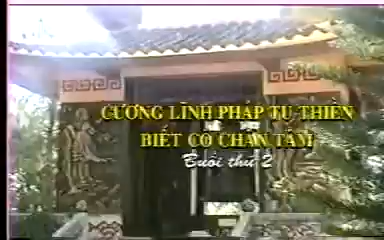 CƯƠNG LĨNH PHÁP TU THIỀN
BIẾT CÓ CHÂN TÂM
Buổi thứ 2